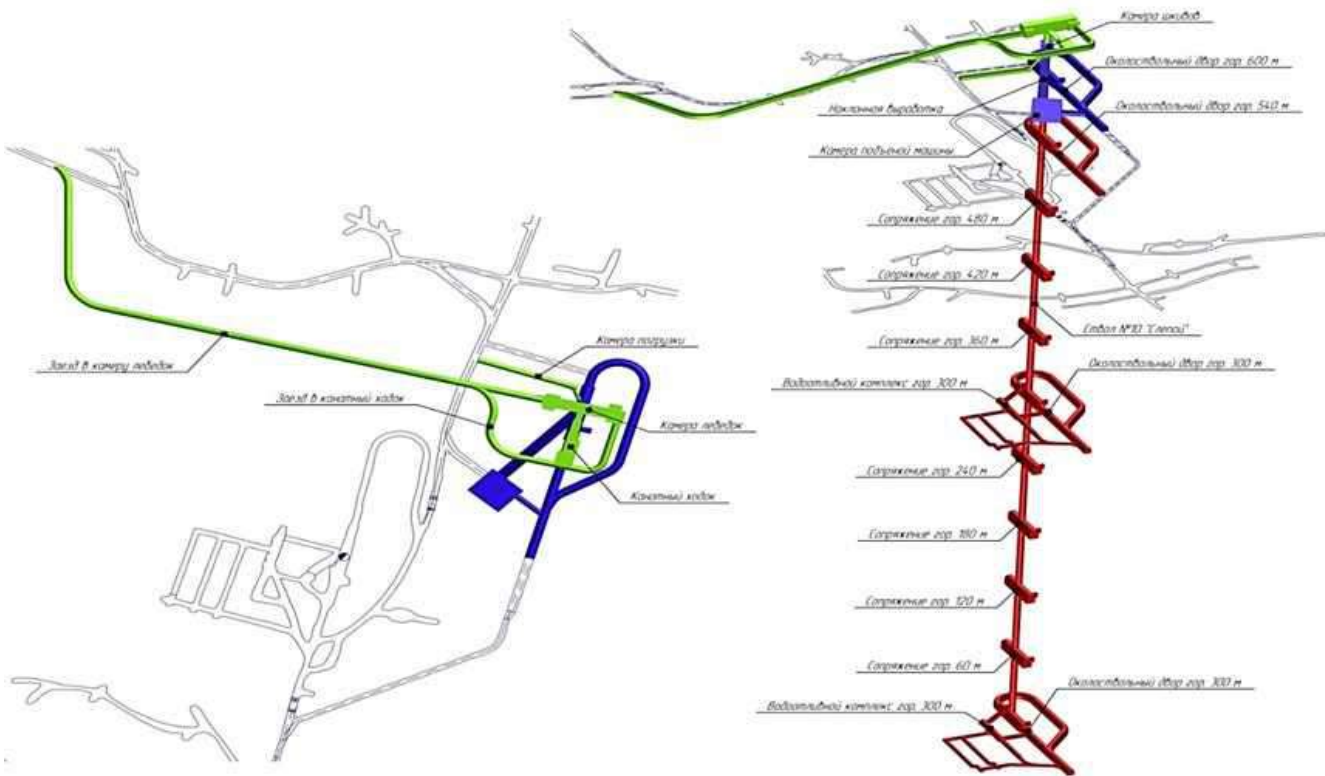 Заезд в камеру лебедок
Заезд в канатный ходок
Камера погрузки
Камера лебедок
Канатный ходок
Камера шкивов
Околоствольный двор гор. 600 м
Наклонная выработка
Околоствольный двор гор. 540 м
Камера подъемой машины
Сопряжение гор. 480 м
Сопряжение гор. 420 м
Ствол №10 "Слепой"
Сопряжение гор. 360 м
Околоствольный двор гор. 300 м
Водоотливной комплекс гор. 300 м
Сопряжение гор. 240 м
Сопряжение гор. 180 м
Сопряжение гор. 120 м
Сопряжение гор. 60 м
Околоствольный двор гор. 300 м
Водоотливной комплекс гор. 300 м